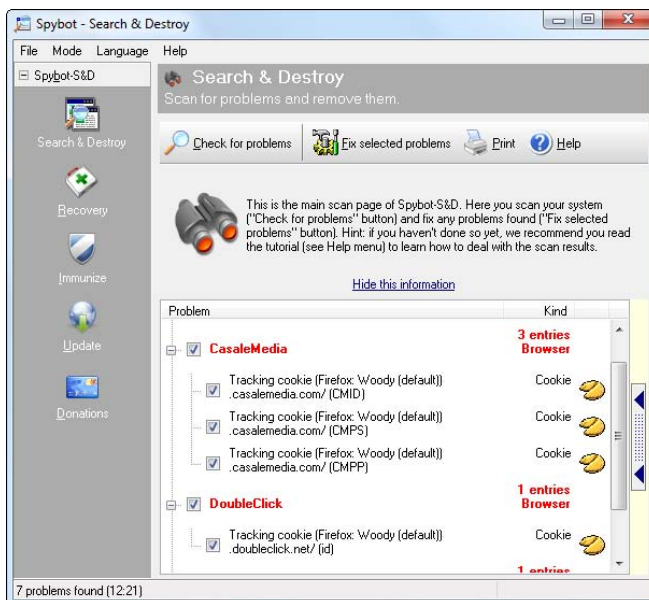 Spybot - Search & Destroy
File Mode Language Help
Spybot-S&D
Search & Destroy
Recovery
Immunize
Update
Donations
Search & Destroy
Scan for problems and remove them.
Check for problems Fix selected problems Print Help
This is the main scan page of Spybot-S&D. Here you scan your system
("Check for problems" button) and fix any problems found ("Fix selected
problems" button). Hint: if you haven't done so yet, we recommend you read
the tutorial (see Help menu) to learn how to deal with the scan results.
Hide this information
Problem Kind
CasaleMedia 3 entries
Browser
Tracking cookie (Firefox: Woody (default)) Cookie
.casalemedia.com/ (CMID)
Tracking cookie (Firefox: Woody (default)) Cookie
.casalemedia.com/ (CMPS)
Tracking cookie (Firefox: Woody (default)) Cookie
.casalemedia.com/ (CMPP)
DoubleClick 1 entries
Browser
Tracking cookie (Firefox: Woody (default)) Cookie
.doubleclick.net/ (id)
1 entries
7 problems found (12:21)